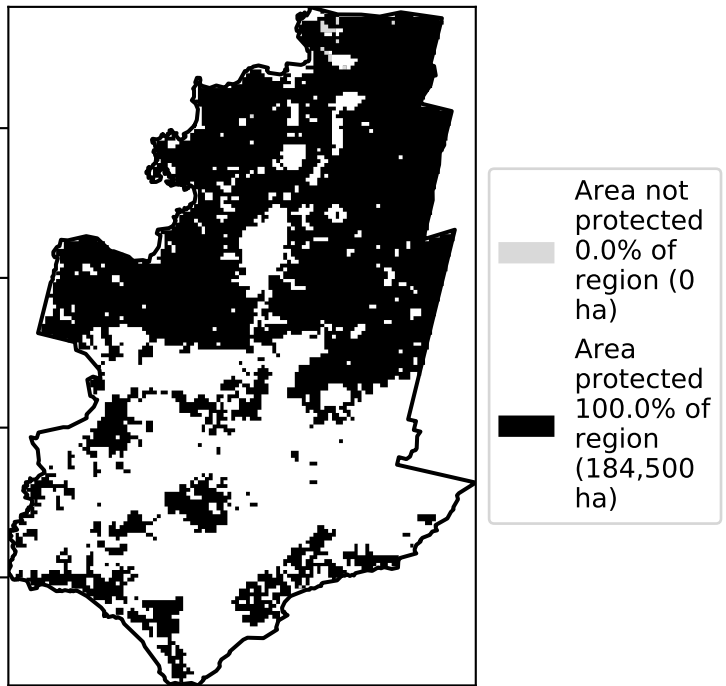 Area not
protected
0.0% of
region (0
ha)
Area
protected
100.0% of
region
(184,500
ha)